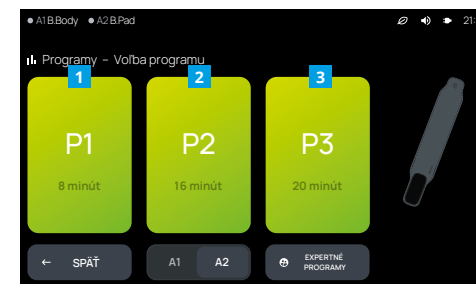 A1 B.Body A2 B.Pad 21:
Programy – Voľba programu
1 2 3
P1 P2 P3
8 minút 16 minút 20 minút
← SPÄŤ A1 A2 EXPERTNÉ
PROGRAMY